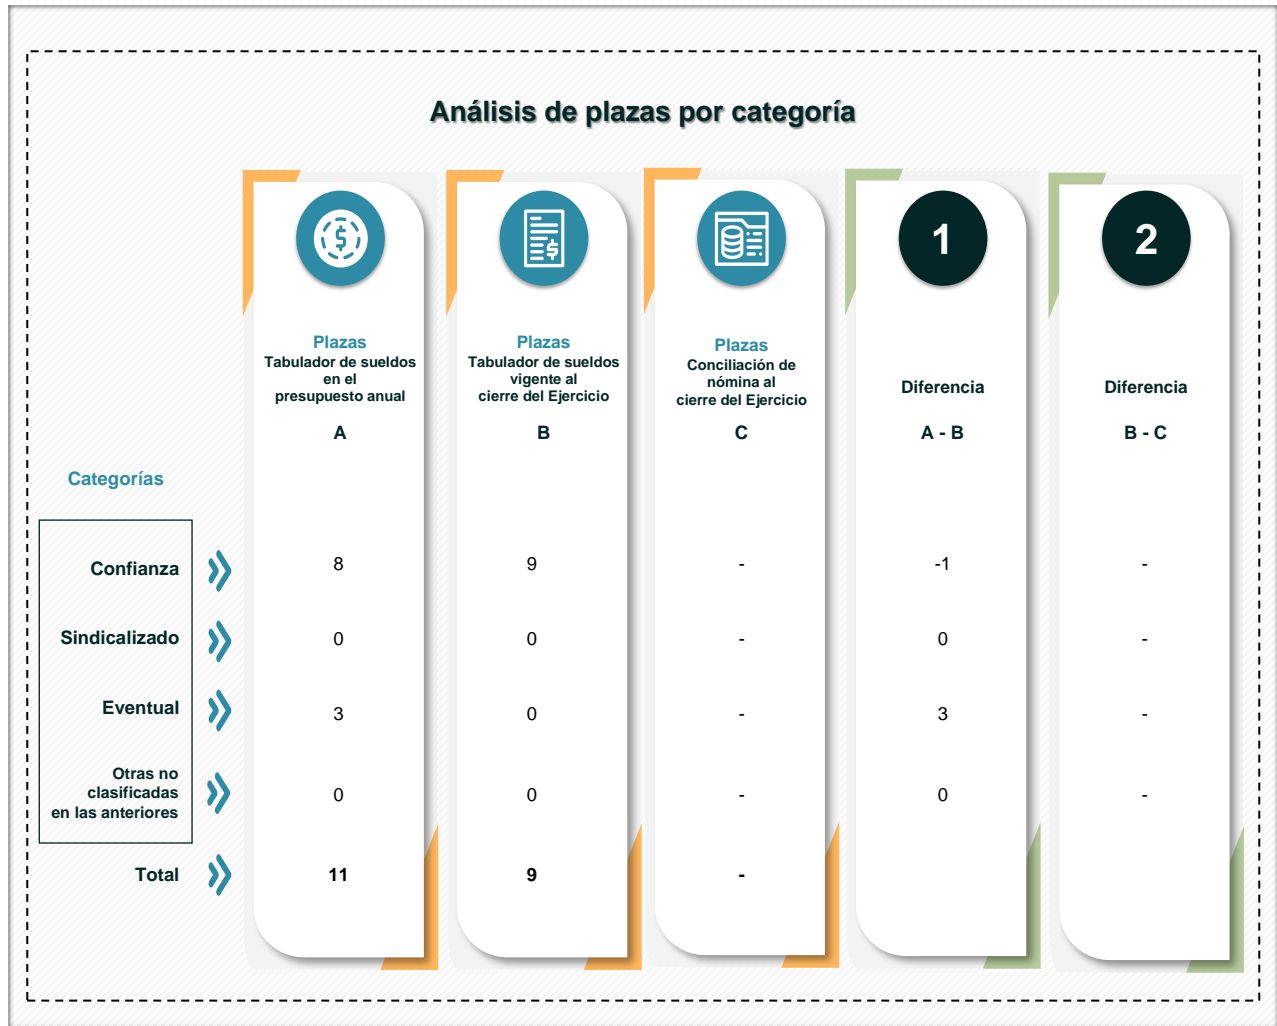 Análisis de plazas por categoría
1
2
Plazas
Tabulador de sueldos
en el
presupuesto anual
A
Plazas
Tabulador de sueldos
vigente al
cierre del Ejercicio
B
Plazas
Conciliación de
nómina al
cierre del Ejercicio
C
Diferencia
A - B
Diferencia
B - C
Categorías
Confianza 8 9 - -1 -
Sindicalizado 0 0 - 0 -
Eventual 3 0 - 3 -
Otras no
clasificadas
en las anteriores
0 0 - 0 -
Total 11 9 -